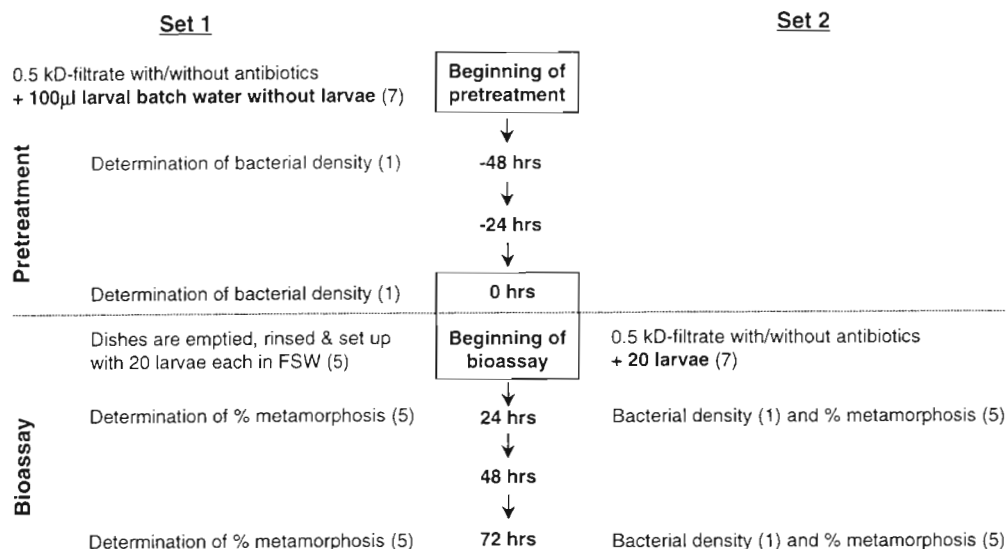 Set 1
Set 2
0.5 kD-filtrate with/without antibiotics
+ 100µl larval batch water without larvae (7)
Beginning of
pretreatment
Pretreatment
Determination of bacterial density (1)
-48 hrs
-24 hrs
Determination of bacterial density (1)
0 hrs
Dishes are emptied, rinsed & set up
with 20 larvae each in FSW (5)
Beginning of
bioassay
0.5 kD-filtrate with/without antibiotics
+ 20 larvae (7)
Bioassay
Determination of % metamorphosis (5)
24 hrs
Bacterial density (1) and % metamorphosis (5)
48 hrs
Determination of % metamorphosis (5)
72 hrs
Bacterial density (1) and % metamorphosis (5)